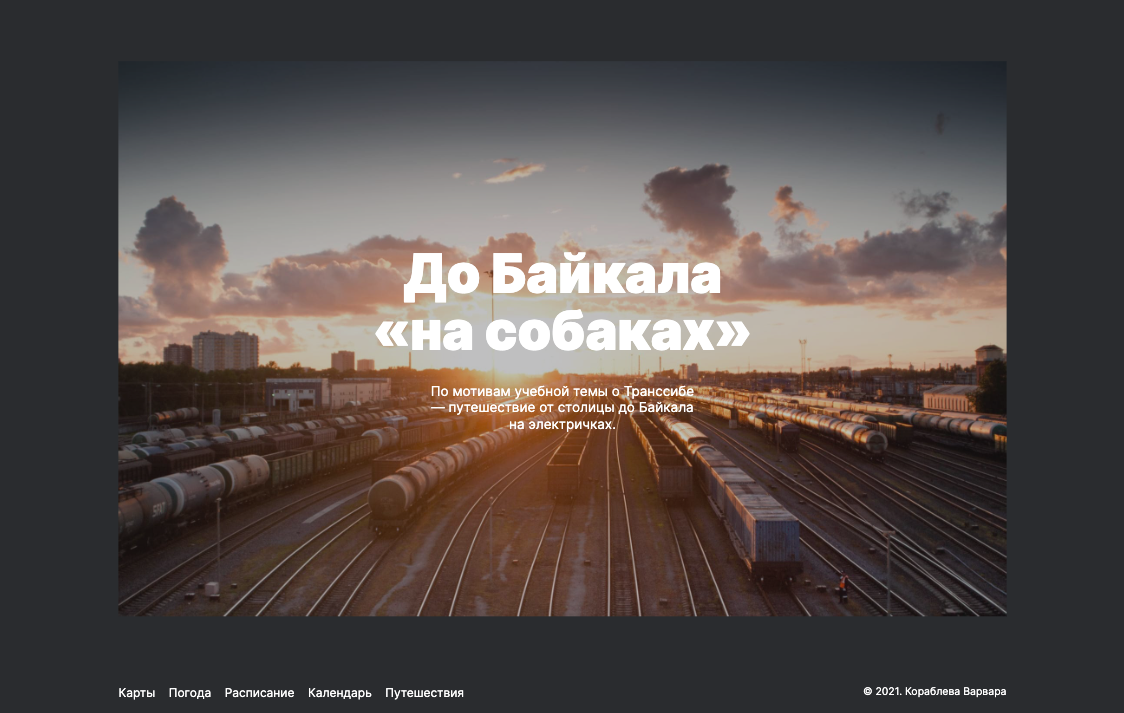 До Байкала
«на собаках»
По мотивам учебной темы о Транссибе
— путешествие от столицы до Байкала
на электричках.
Карты Погода Расписание Календарь Путешествия
© 2021. Кораблева Варвара